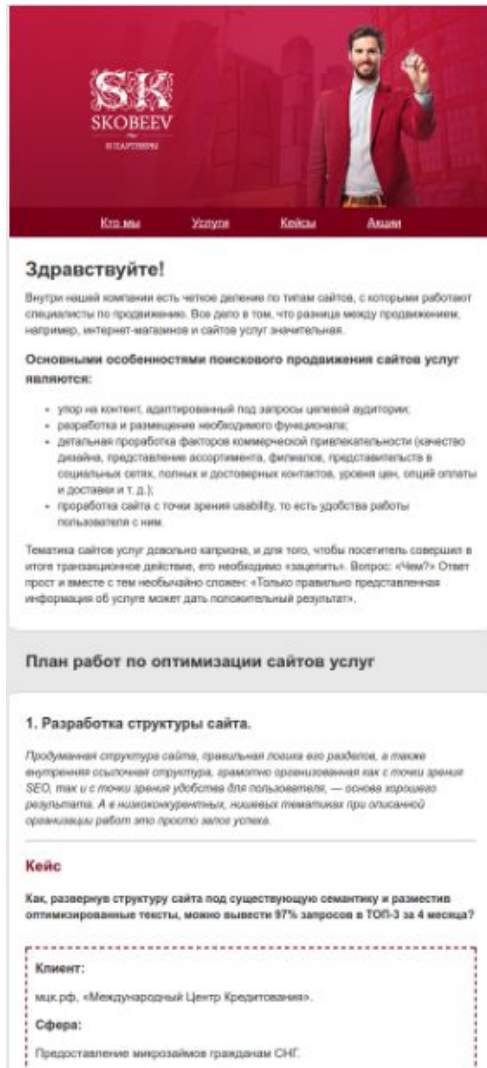 SK
SKOBEEV
И ПАРТНЕРЫ
Кто мы Услуги Кейсы Акции
Здравствуйте!
Внутри нашей компании есть четкое деление по типам сайтов, с которыми работают
специалисты по продвижению. Все дело в том, что разница между продвижением,
например, интернет-магазинов и сайтов услуг значительная.
Основными особенностями поискового продвижения сайтов услуг
являются:
упор на контент, адаптированный под запросы целевой аудитории;
разработка и размещение необходимого функционала;
детальная проработка факторов коммерческой привлекательности (качество
дизайна, представление ассортимента, филиалов, представительств в
социальных сетях, полных и достоверных контактов, уровня цен, опций оплаты
и доставки и т. д.);
проработка сайта с точки зрения usability, то есть удобства работы
пользователя с ним.
Тематика сайтов услуг довольно капризна, и для того, чтобы посетитель совершил в
итоге транзакционное действие, его необходимо «зацепить». Вопрос: «Чем?» Ответ
прост и вместе с тем необычайно сложен: «Только правильно представленная
информация об услуге может дать положительный результат».
План работ по оптимизации сайтов услуг
1. Разработка структуры сайта.
Продуманная структура сайта, правильная логика его разделов, а также
внутренняя ссылочная структура, грамотно организованная как с точки зрения
SEO, так и с точки зрения удобства для пользователя, — основа хорошего
результата. А в низкоконкурентных, нишевых тематиках при описанной
организации работ это просто залог успеха.
Кейс
Как, развернув структуру сайта под существующую семантику и разместив
оптимизированные тексты, можно вывести 97% запросов в ТОП-3 за 4 месяца?
Клиент:
мцк.рф, «Международный Центр Кредитования».
Сфера:
Предоставление микрозаймов гражданам СНГ.